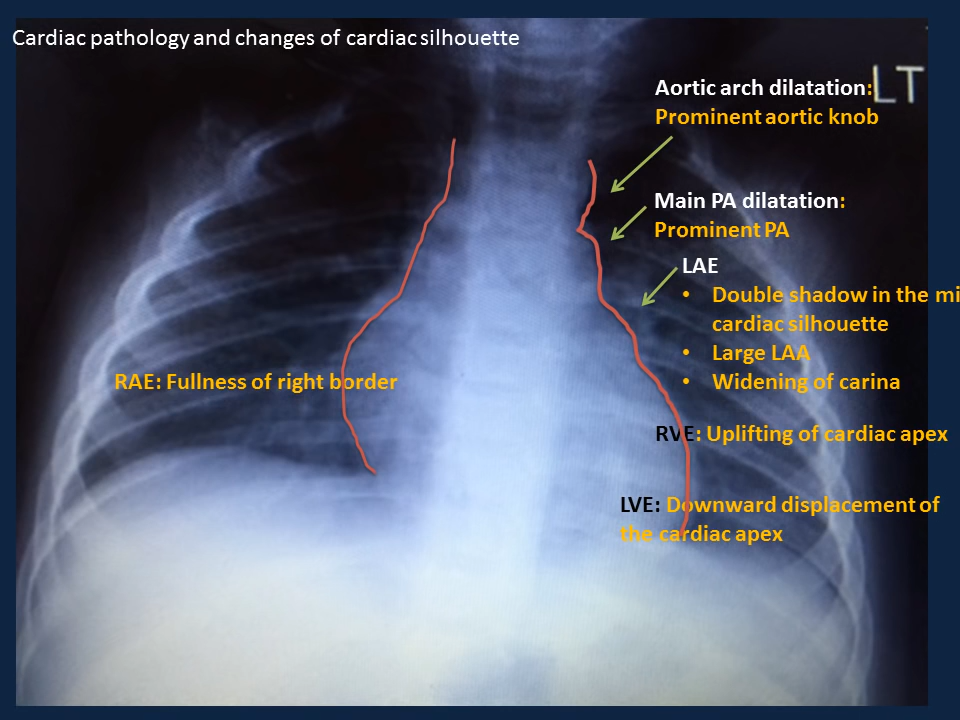 Cardiac pathology and changes of cardiac silhouette
LT
Aortic arch dilatation:
Prominent aortic knob
Main PA dilatation:
Prominent PA
LAE
• Double shadow in the
cardiac silhouette
• Large LAA
• Widening of carina
RAE: Fullness of right border
RVE: Uplifting of cardiac apex
LVE: Downward displacement of
the cardiac apex